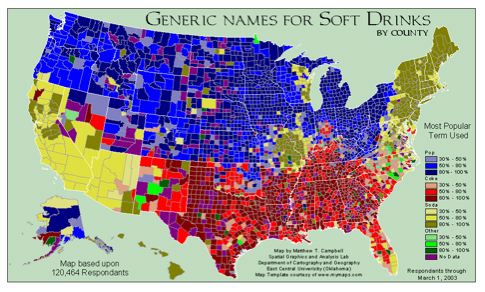 GENERIC NAMES FOR SOFT DRINKS
BY COUNTY
Most Popular
Term Used
Pop
30% - 50%
50% - 80%
80% - 100%
Coke
30% - 50%
50% - 80%
80% - 100%
Soda
30% - 50%
50% - 80%
80% - 100%
Other
30% - 50%
50% - 80%
80% - 100%
No Data
Map based upon
120,464 Respondants
Map by Matthew T. Campbell
Spatial Graphics and Analysis Lab
Department of Cartography and Geography
East Central University (Oklahoma)
Map Template courtesy of www.mymaps.com
Respondents through
March 1, 2003